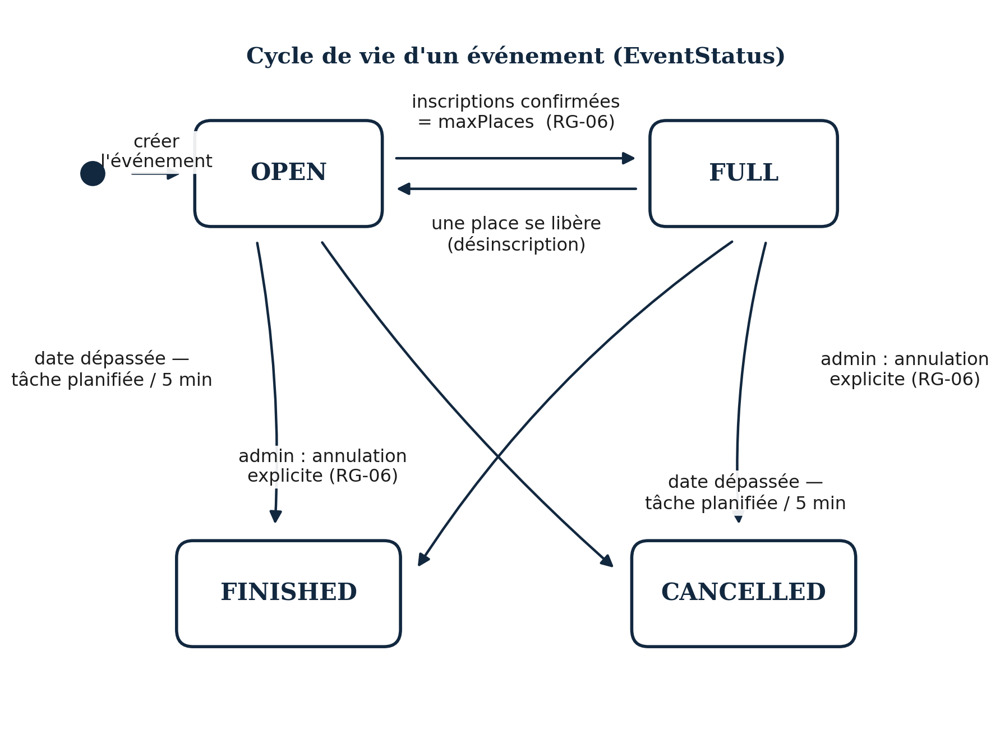 Cycle de vie d'un événement (EventStatus)
inscriptions confirmées
= maxPlaces  (RG-06)
créer
l'événement
OPEN
FULL
une place se libère
(désinscription)
date dépassée —
tâche planifiée / 5 min
admin : annulation
explicite (RG-06)
admin : annulation
explicite (RG-06)
date dépassée —
tâche planifiée / 5 min
FINISHED
CANCELLED